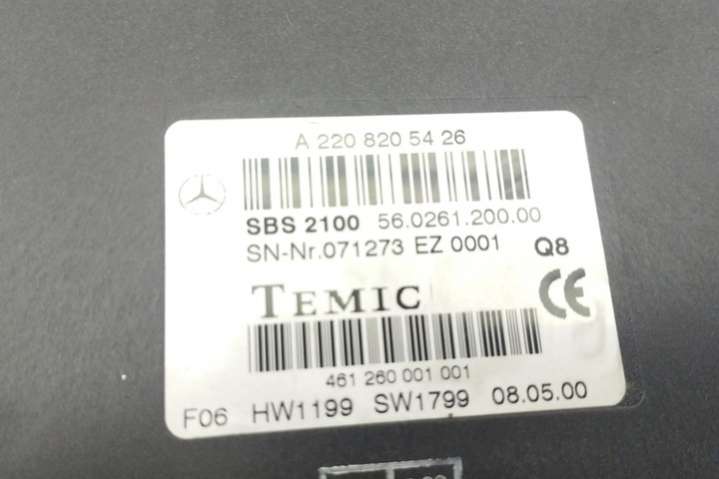 A 220 820 54 26
SBS 2100 56.0261.200.00
SN-Nr.071273 EZ 0001 Q8
TEMIC CE
461 260 001 001
F06 HW1199 SW1799 08.05.00